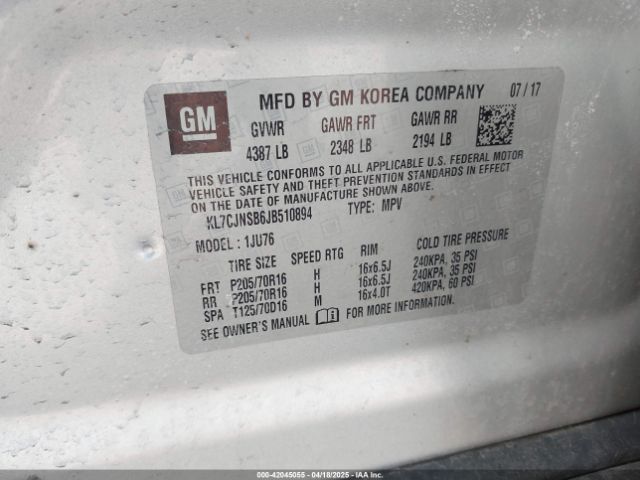 GM
MFD BY GM KOREA COMPANY 07/17
GVWR GAWR FRT GAWR RR
4387 LB 2348 LB 2194 LB
THIS VEHICLE CONFORMS TO ALL APPLICABLE U.S. FEDERAL MOTOR
VEHICLE SAFETY AND THEFT PREVENTION STANDARDS IN EFFECT
ON THE DATE OF MANUFACTURE SHOWN ABOVE.
KL7CJNSB6JB510894 TYPE: MPV
MODEL: 1JU76
TIRE SIZE SPEED RTG RIM COLD TIRE PRESSURE
FRT P205/70R16 H 16x6.5J 240KPA, 35 PSI
RR P205/70R16 H 16x6.5J 240KPA, 35 PSI
SPA T125/70D16 M 16x4.0T 420KPA, 60 PSI
SEE OWNER'S MANUAL FOR MORE INFORMATION.
000-42045055 - 04/18/2025 - IAAI.COM